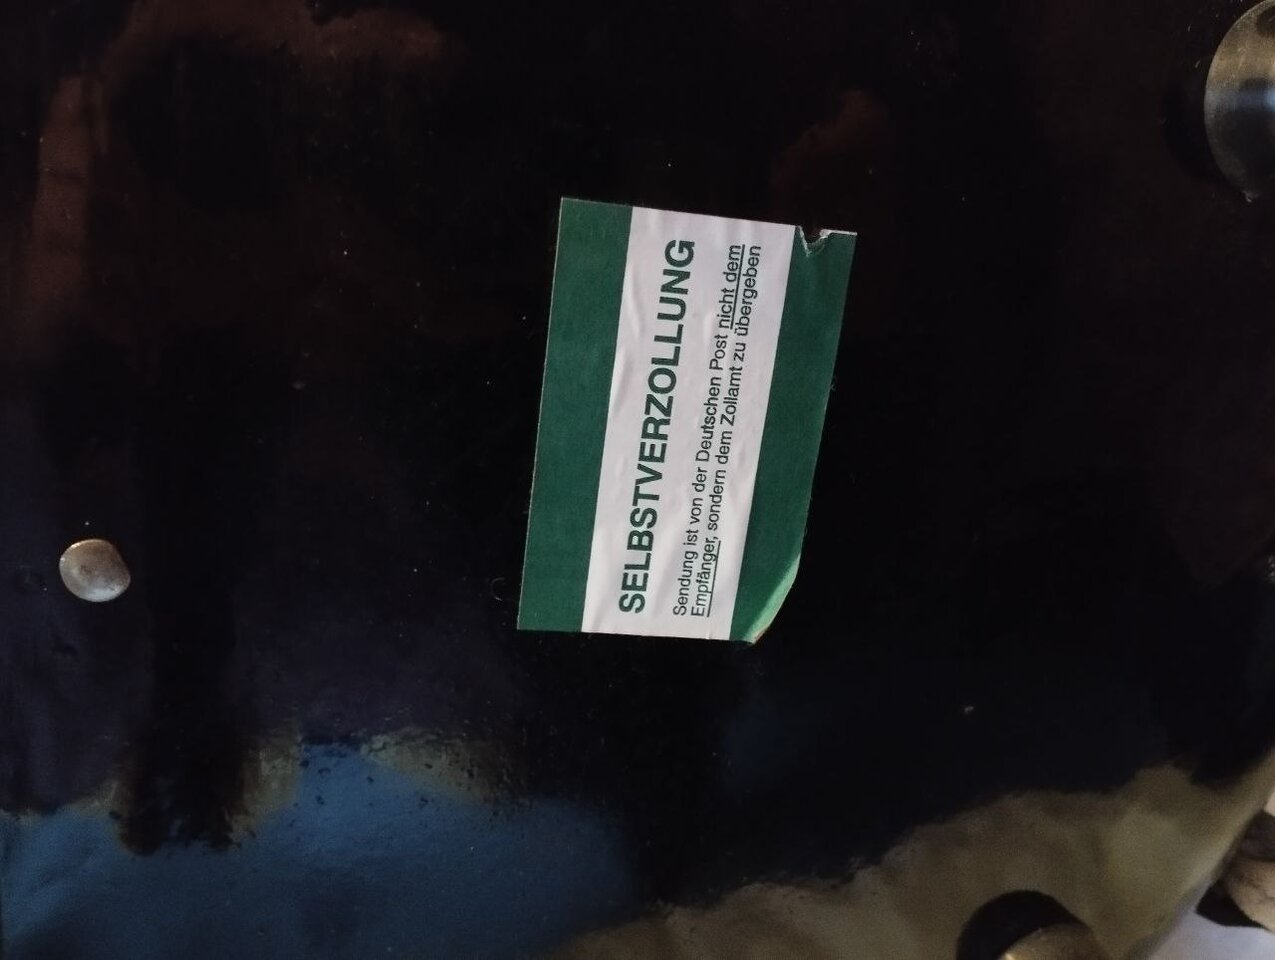 SELBSTVERZOLLUNG
Sendung ist von der Deutschen Post nicht dem
Empfänger, sondern dem Zollamt zu übergeben